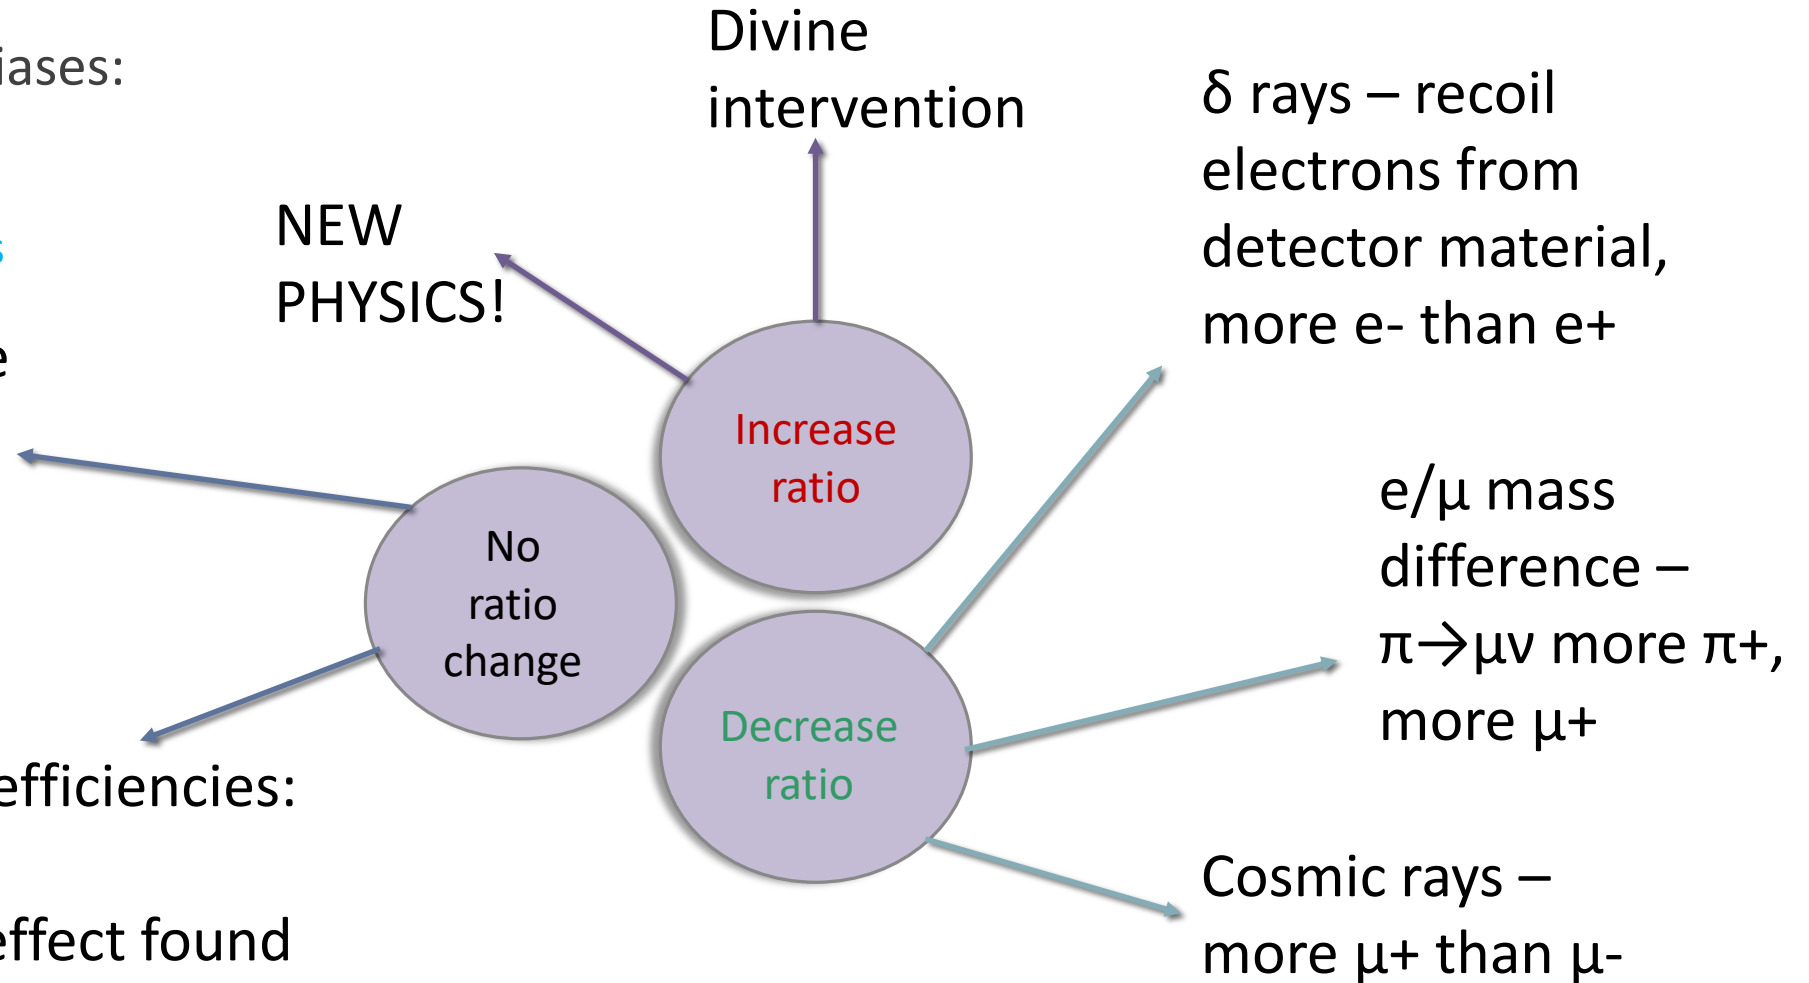 iases:
s
e
Divine
intervention
NEW
PHYSICS!
δ rays – recoil
electrons from
detector material,
more e- than e+
Increase
ratio
No
ratio
change
Decrease
ratio
e/μ mass
difference –
π→μν more π+,
more μ+
efficiencies:
effect found
Cosmic rays –
more μ+ than μ-